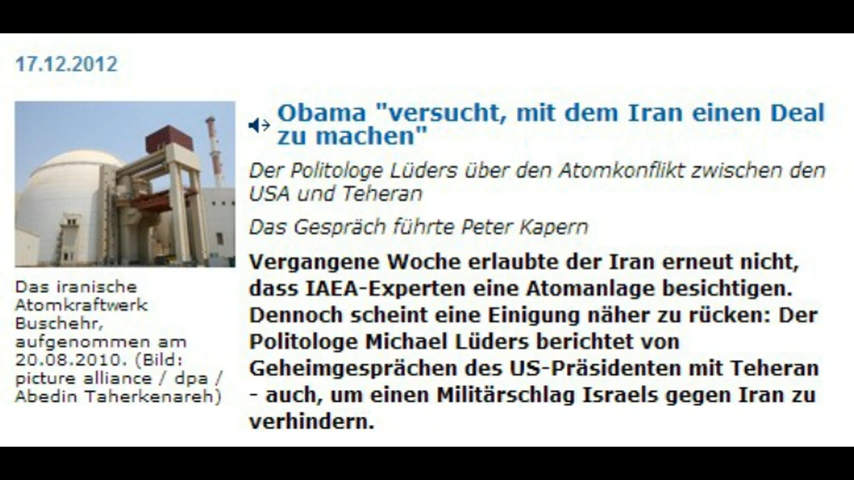 17.12.2012
Obama "versucht, mit dem Iran einen Deal
zu machen"
Der Politologe Lüders über den Atomkonflikt zwischen den
USA und Teheran
Das Gespräch führte Peter Kapern
Vergangene Woche erlaubte der Iran erneut nicht,
dass IAEA-Experten eine Atomanlage besichtigen.
Dennoch scheint eine Einigung näher zu rücken: Der
Politologe Michael Lüders berichtet von
Geheimgesprächen des US-Präsidenten mit Teheran
- auch, um einen Militärschlag Israels gegen Iran zu
verhindern.
Das iranische
Atomkraftwerk
Buschehr,
aufgenommen am
20.08.2010. (Bild:
picture alliance / dpa /
Abedin Taherkenareh)